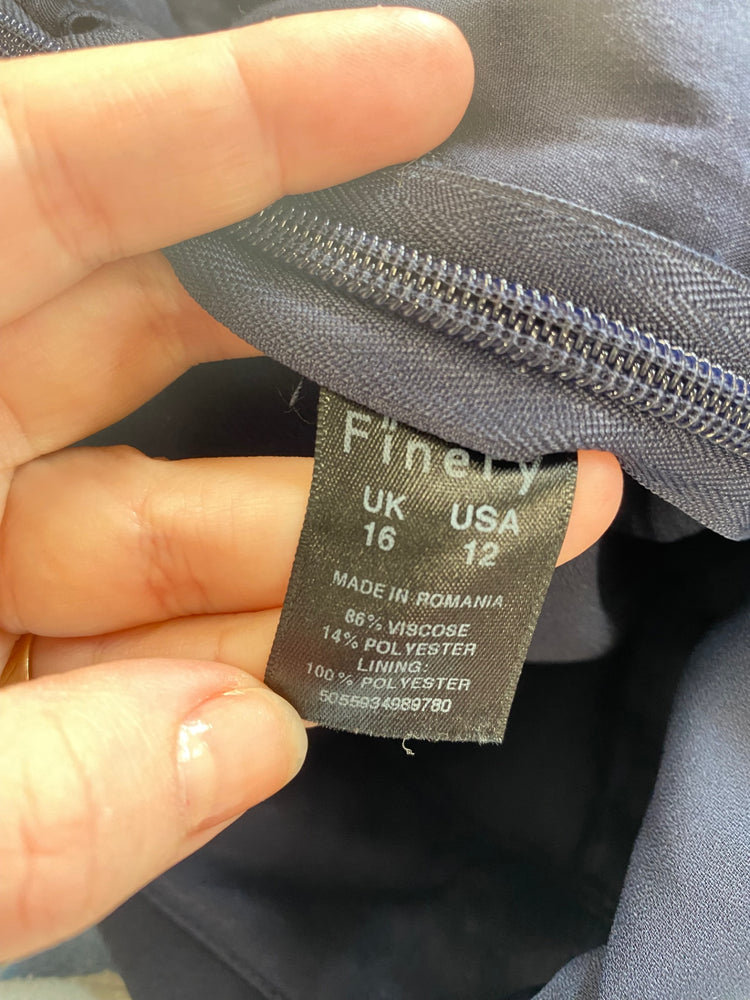 Finery
UK USA
16 12
MADE IN ROMANIA
86% VISCOSE
14% POLYESTER
LINING:
100% POLYESTER
5055934989780